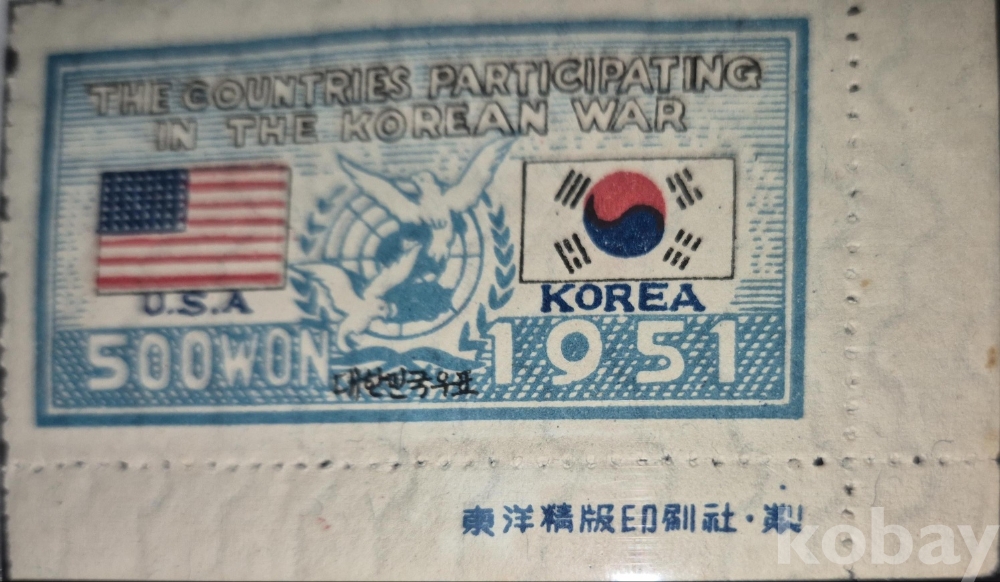 THE COUNTRIES PARTICIPATING
IN THE KOREAN WAR
U.S.A
KOREA
500WON
1951
대한민국우표
東洋精版印刷社·製
kobay